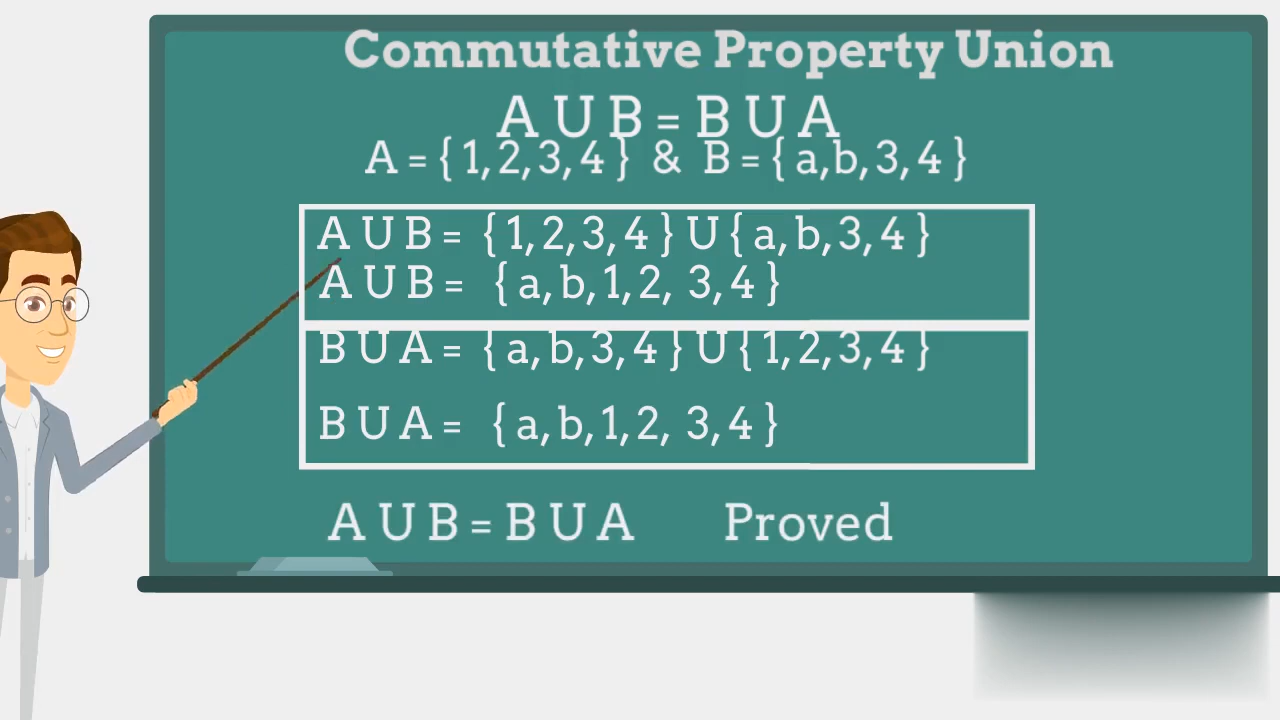 Commutative Property Union
A U B = B U A
A = { 1, 2, 3, 4 } & B = { a, b, 3, 4 }
A U B = { 1, 2, 3, 4 } U { a, b, 3, 4 }
A U B = { a, b, 1, 2, 3, 4 }
B U A = { a, b, 3, 4 } U { 1, 2, 3, 4 }
B U A = { a, b, 1, 2, 3, 4 }
A U B = B U A Proved